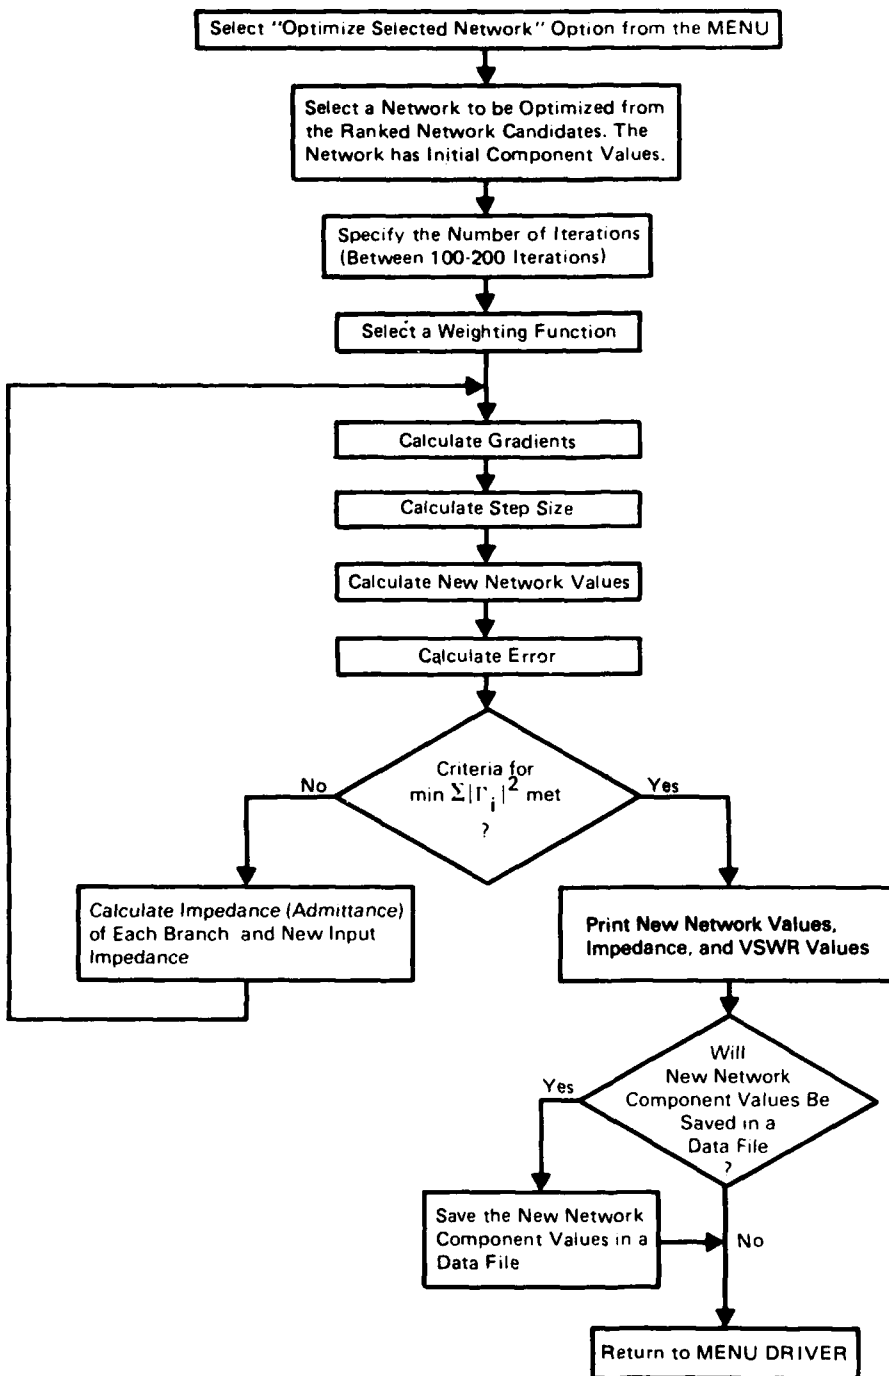 Select "Optimize Selected Network" Option from the MENU
Select a Network to be Optimized from
the Ranked Network Candidates. The
Network has Initial Component Values.
Specify the Number of Iterations
(Between 100-200 Iterations)
Select a Weighting Function
Calculate Gradients
Calculate Step Size
Calculate New Network Values
Calculate Error
Criteria for
min Σ|Γ_i|² met
?
No
Yes
Calculate Impedance (Admittance)
of Each Branch and New Input
Impedance
Print New Network Values,
Impedance, and VSWR Values
Will
New Network
Component Values Be
Saved in a
Data File
?
Yes
Save the New Network
Component Values in a
Data File
No
Return to MENU DRIVER